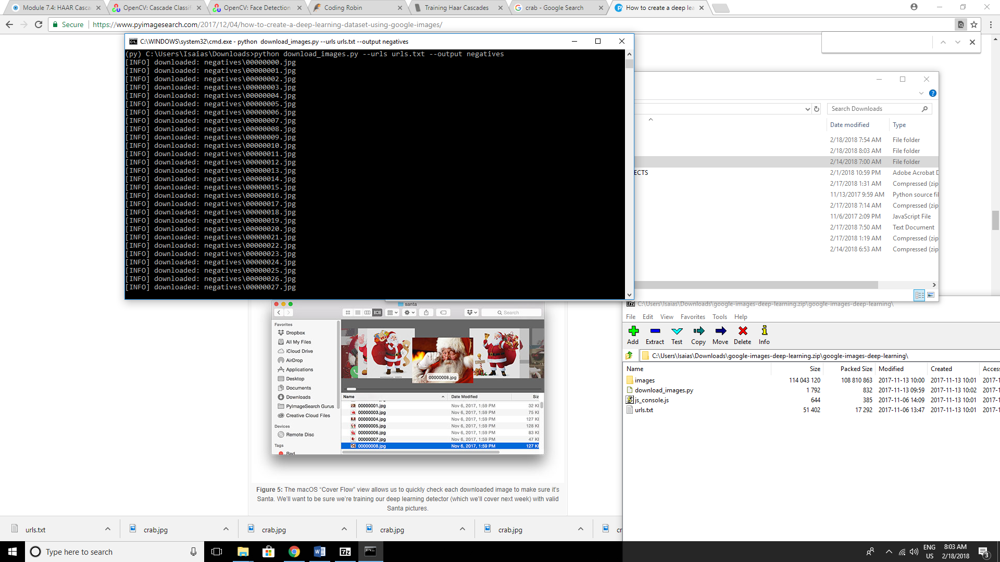 Module 7.4: HAAR Casca
OpenCV: Cascade Classif
OpenCV: Face Detection
Coding Robin
Training Haar Cascades
crab - Google Search
How to create a deep lea
Secure
https://www.pyimagesearch.com/2017/12/04/how-to-create-a-deep-learning-dataset-using-google-images/
C:\WINDOWS\system32\cmd.exe - python  download_images.py --urls urls.txt --output negatives
(py) C:\Users\Isaias\Downloads>python download_images.py --urls urls.txt --output negatives
[INFO] downloaded: negatives\00000000.jpg
[INFO] downloaded: negatives\00000001.jpg
[INFO] downloaded: negatives\00000002.jpg
[INFO] downloaded: negatives\00000003.jpg
[INFO] downloaded: negatives\00000004.jpg
[INFO] downloaded: negatives\00000005.jpg
[INFO] downloaded: negatives\00000006.jpg
[INFO] downloaded: negatives\00000007.jpg
[INFO] downloaded: negatives\00000008.jpg
[INFO] downloaded: negatives\00000009.jpg
[INFO] downloaded: negatives\00000010.jpg
[INFO] downloaded: negatives\00000011.jpg
[INFO] downloaded: negatives\00000012.jpg
[INFO] downloaded: negatives\00000013.jpg
[INFO] downloaded: negatives\00000014.jpg
[INFO] downloaded: negatives\00000015.jpg
[INFO] downloaded: negatives\00000016.jpg
[INFO] downloaded: negatives\00000017.jpg
[INFO] downloaded: negatives\00000018.jpg
[INFO] downloaded: negatives\00000019.jpg
[INFO] downloaded: negatives\00000020.jpg
[INFO] downloaded: negatives\00000021.jpg
[INFO] downloaded: negatives\00000022.jpg
[INFO] downloaded: negatives\00000023.jpg
[INFO] downloaded: negatives\00000024.jpg
[INFO] downloaded: negatives\00000025.jpg
[INFO] downloaded: negatives\00000026.jpg
[INFO] downloaded: negatives\00000027.jpg
Search Downloads
Date modified Type
2/18/2018 7:54 AM File folder
2/18/2018 8:03 AM File folder
2/14/2018 7:00 AM File folder
ECTS 2/1/2018 10:59 PM Adobe Acrobat D
2/17/2018 1:31 AM Compressed (zip
11/13/2017 9:59 AM Python source fil
2/17/2018 7:14 AM Compressed (zip
11/6/2017 2:09 PM JavaScript File
2/17/2018 7:50 AM Text Document
2/17/2018 1:19 AM Compressed (zip
2/14/2018 6:53 AM Compressed (zip
santa
Search
Favorites
Dropbox
All My Files
iCloud Drive
AirDrop
Applications
Desktop
Documents
Downloads
PyImageSearch Gurus
Creative Cloud Files
Devices
Remote Disc
Tags
Red
00000008.jpg
Name Date Modified Siz
00000001.jpg Nov 6, 2017, 1:59 PM 32 KI
00000003.jpg Nov 6, 2017, 1:59 PM 75 KI
00000004.jpg Nov 6, 2017, 1:59 PM 127 KI
00000005.jpg Nov 6, 2017, 1:59 PM 128 KI
00000006.jpg Nov 6, 2017, 1:59 PM 83 KI
00000007.jpg Nov 6, 2017, 1:59 PM 47 KI
00000008.jpg Nov 6, 2017, 1:59 PM 127 KI
Figure 5: The macOS “Cover Flow” view allows us to quickly check each downloaded image to make sure it’s
Santa. We’ll want to be sure we’re training our deep learning detector (which we’ll cover next week) with valid
Santa pictures.
7z C:\Users\Isaias\Downloads\google-images-deep-learning.zip\google-images-deep-learning\
File Edit View Favorites Tools Help
Add Extract Test Copy Move Delete Info
C:\Users\Isaias\Downloads\google-images-deep-learning.zip\google-images-deep-learning\
Name Size Packed Size Modified Created Acces
images 114 043 120 108 810 863 2017-11-13 10:00 2017-11-13 10:01 2017-1
download_images.py 1 792 832 2017-11-13 09:59 2017-11-13 10:02 2017-1
js_console.js 644 385 2017-11-06 14:09 2017-11-13 10:01 2017-1
urls.txt 51 402 17 292 2017-11-06 13:47 2017-11-13 10:01 2017-1
urls.txt
crab.jpg
crab.jpg
crab.jpg
crab.jpg
cr
Type here to search
7z
ENG
US
8:03 AM
2/18/2018
3